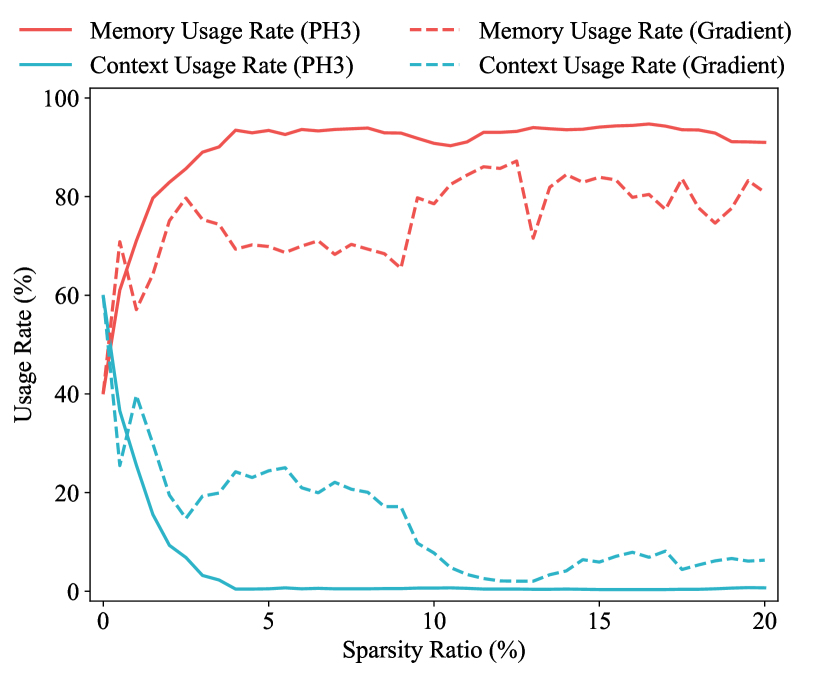 Memory Usage Rate (PH3) Memory Usage Rate (Gradient)
Context Usage Rate (PH3) Context Usage Rate (Gradient)
100
80
60
40
20
0
Usage Rate (%)
0 5 10 15 20
Sparsity Ratio (%)